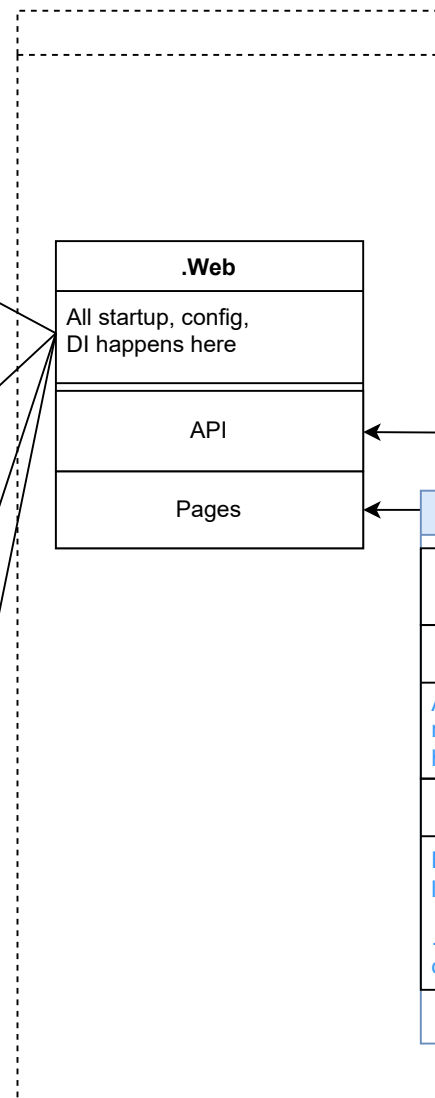 .Web
All startup, config,
DI happens here
API
Pages